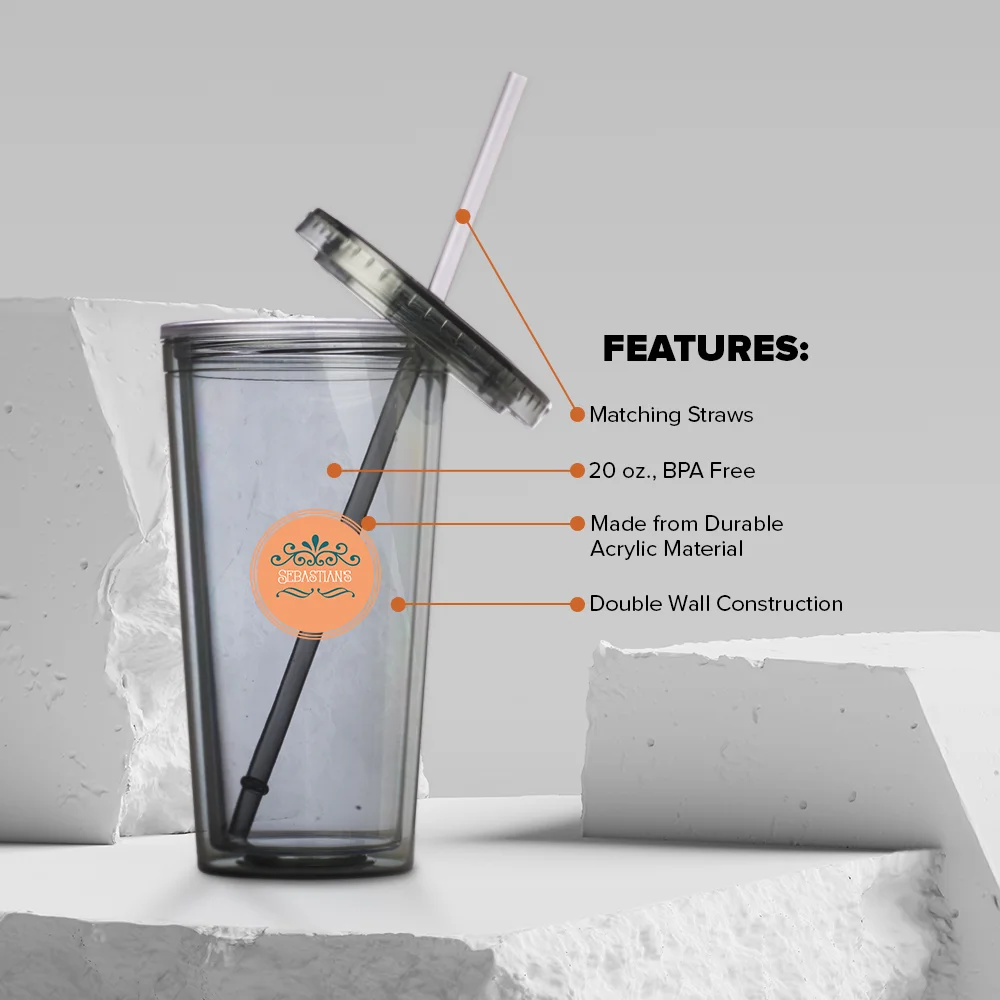 FEATURES:
Matching Straws
20 oz., BPA Free
Made from Durable
Acrylic Material
Double Wall Construction
SEBASTIAN'S